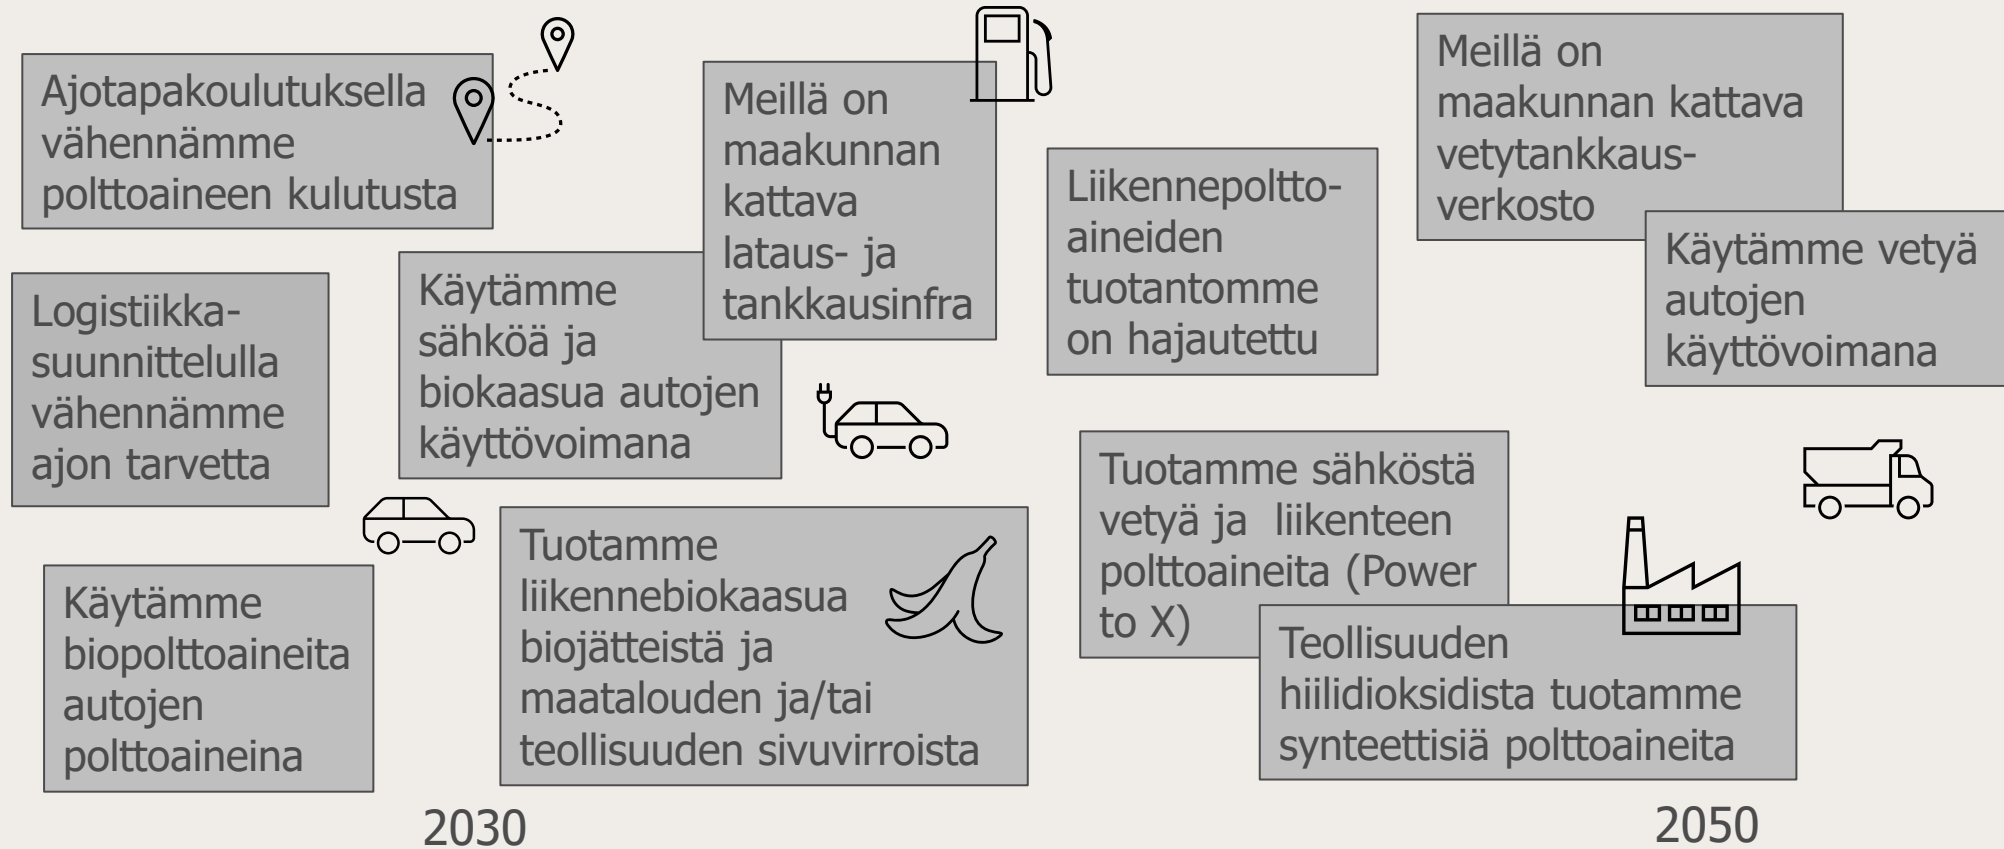 Ajotapakoulutuksella
vähennämme
polttoaineen kulutusta
Logistiikka-
suunnittelulla
vähennämme
ajon tarvetta
Käytämme
biopolttoaineita
autojen
polttoaineina
Käytämme
sähköä ja
biokaasua autojen
käyttövoimana
Meillä on
maakunnan
kattava
lataus- ja
tankkausinfra
Tuotamme
liikennebiokaasua
biojätteistä ja
maatalouden ja/tai
teollisuuden sivuvirroista
Liikennepoltto-
aineiden
tuotantomme
on hajautettu
Meillä on
maakunnan kattava
vetytankkaus-
verkosto
Käytämme vetyä
autojen
käyttövoimana
Tuotamme sähköstä
vetyä ja  liikenteen
polttoaineita (Power
to X)
Teollisuuden
hiilidioksidista tuotamme
synteettisiä polttoaineita
2030
2050